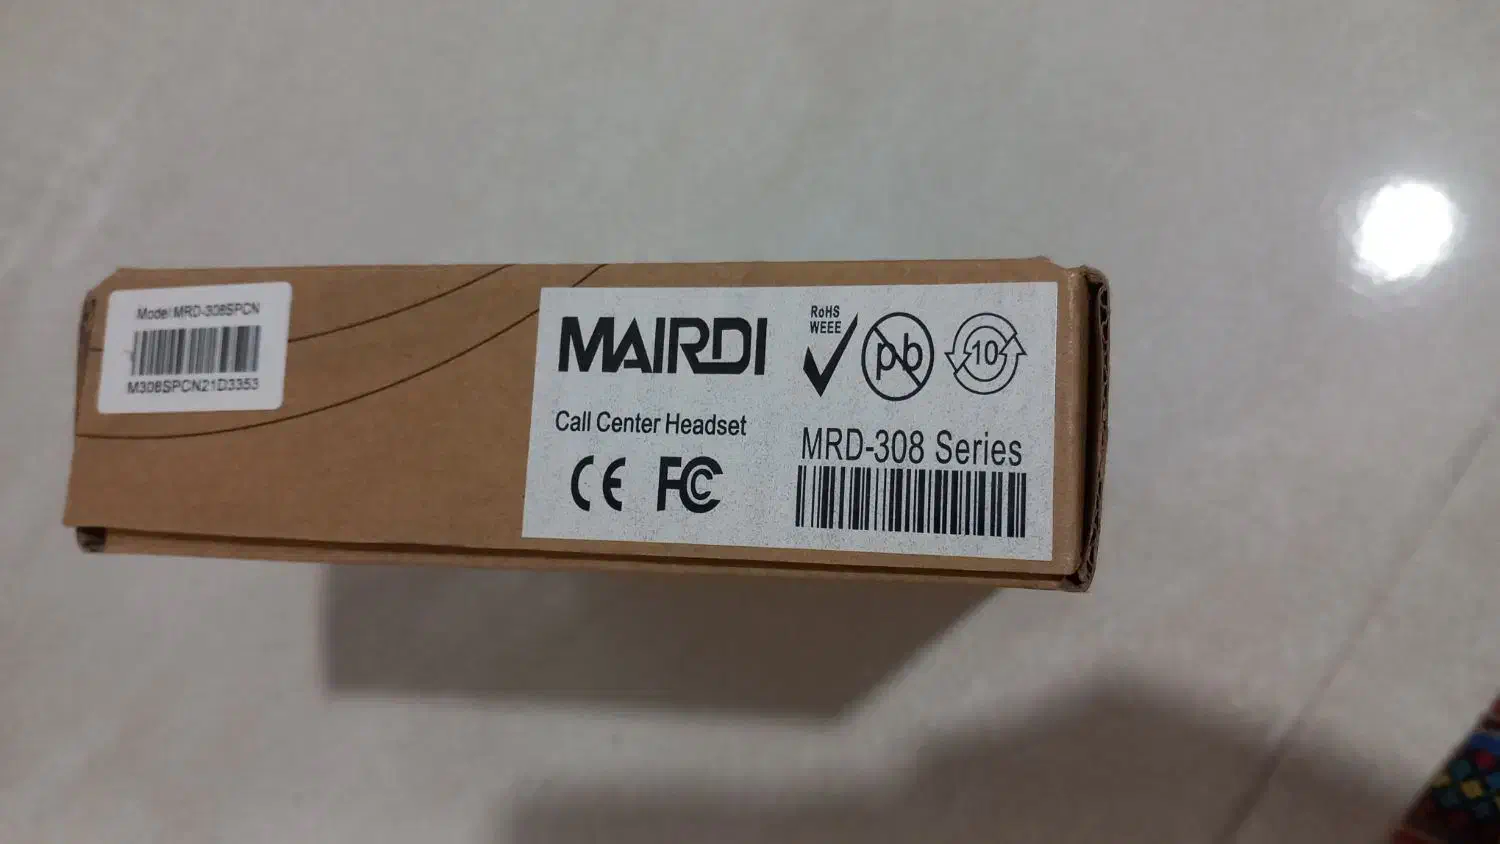 Model:MRD-308SPCN
M308SPCN21D3353
MAIRDI
Call Center Headset
CE FC
RoHS
WEEE
pb
10
MRD-308 Series